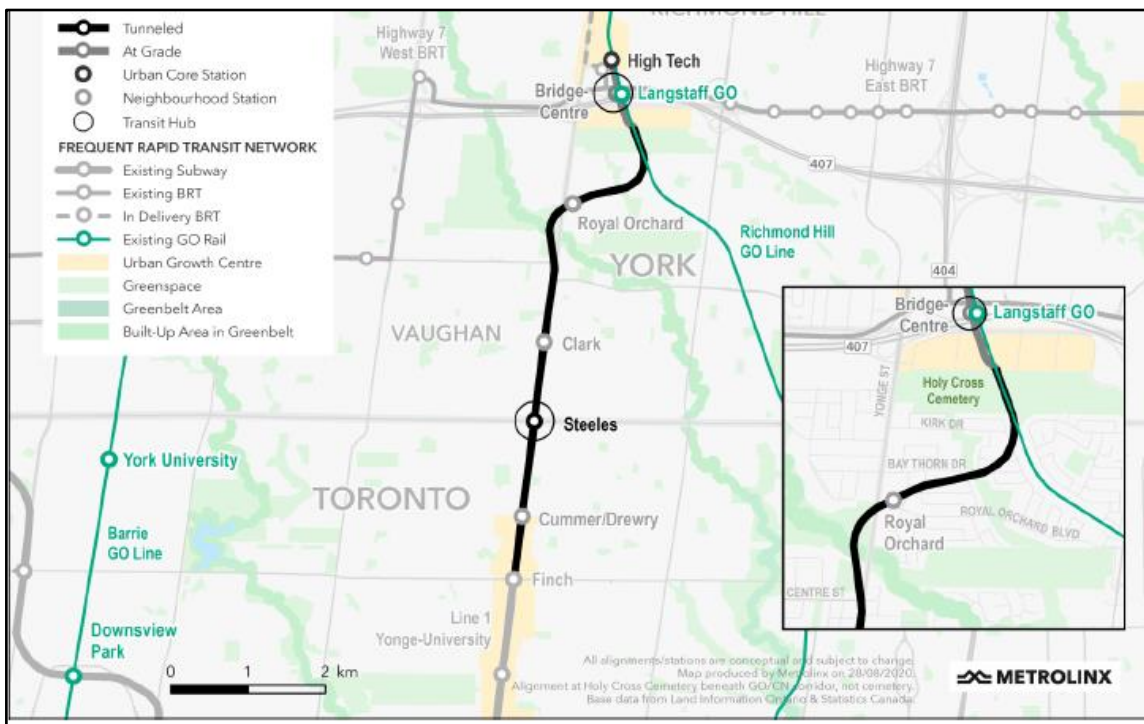 Tunneled
At Grade
Urban Core Station
Neighbourhood Station
Transit Hub
FREQUENT RAPID TRANSIT NETWORK
Existing Subway
Existing BRT
In Delivery BRT
Existing GO Rail
Urban Growth Centre
Greenspace
Greenbelt Area
Built-Up Area in Greenbelt
RICHMOND HILL
Highway 7
West BRT
High Tech
Bridge-
Centre
Langstaff GO
Highway 7
East BRT
407
Royal Orchard
Richmond Hill
GO Line
YORK
404
VAUGHAN
Clark
Steeles
York University
TORONTO
Cummer/Drewry
Barrie
GO Line
Finch
Line 1
Yonge-University
Downsview
Park
0 1 2 km
Bridge-
Centre
Langstaff GO
407
YONGE ST
Holy Cross
Cemetery
KIRK DR
BAY THORN DR
ROYAL ORCHARD BLVD
Royal
Orchard
CENTRE ST
All alignments/stations are conceptual and subject to change.
Map produced by Metrolinx on 28/08/2020.
Alignment at Holy Cross Cemetery beneath GO/CN corridor, not cemetery.
Base data from Land Information Ontario & Statistics Canada.
METROLINX